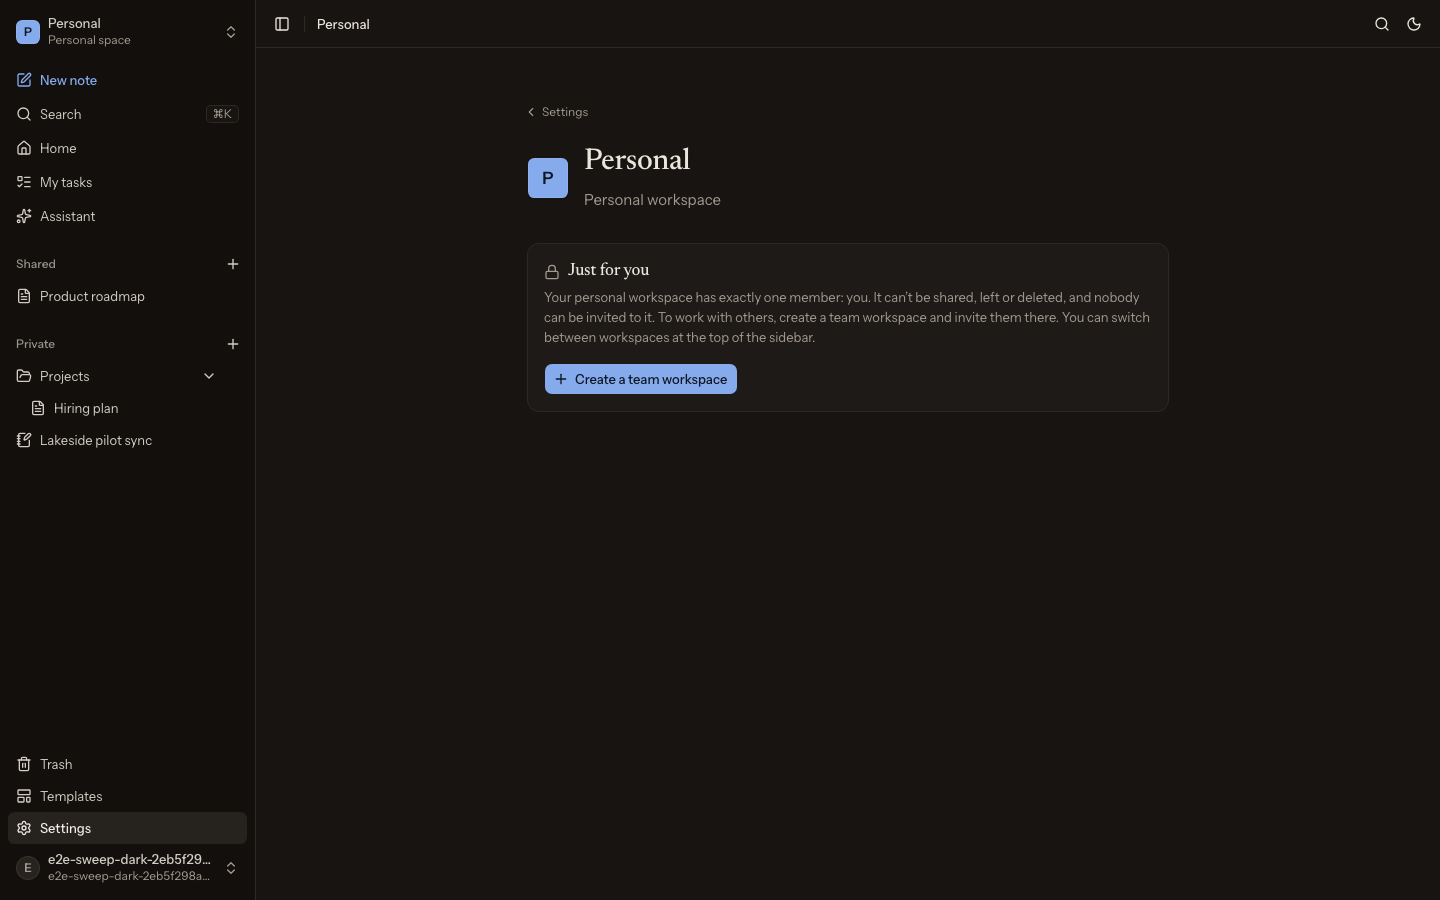 P
Personal
Personal space
New note
Search ⌘K
Home
My tasks
Assistant
Shared
Product roadmap
Private
Projects
Hiring plan
Lakeside pilot sync
Trash
Templates
Settings
E
e2e-sweep-dark-2eb5f29...
e2e-sweep-dark-2eb5f298a...
Personal
Settings
P
Personal
Personal workspace
Just for you
Your personal workspace has exactly one member: you. It can't be shared, left or deleted, and nobody
can be invited to it. To work with others, create a team workspace and invite them there. You can switch
between workspaces at the top of the sidebar.
Create a team workspace